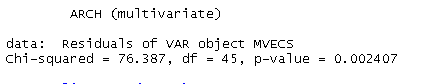 ARCH (multivariate)
data: Residuals of VAR object MVECS
Chi-squared = 76.387, df = 45, p-value = 0.002407